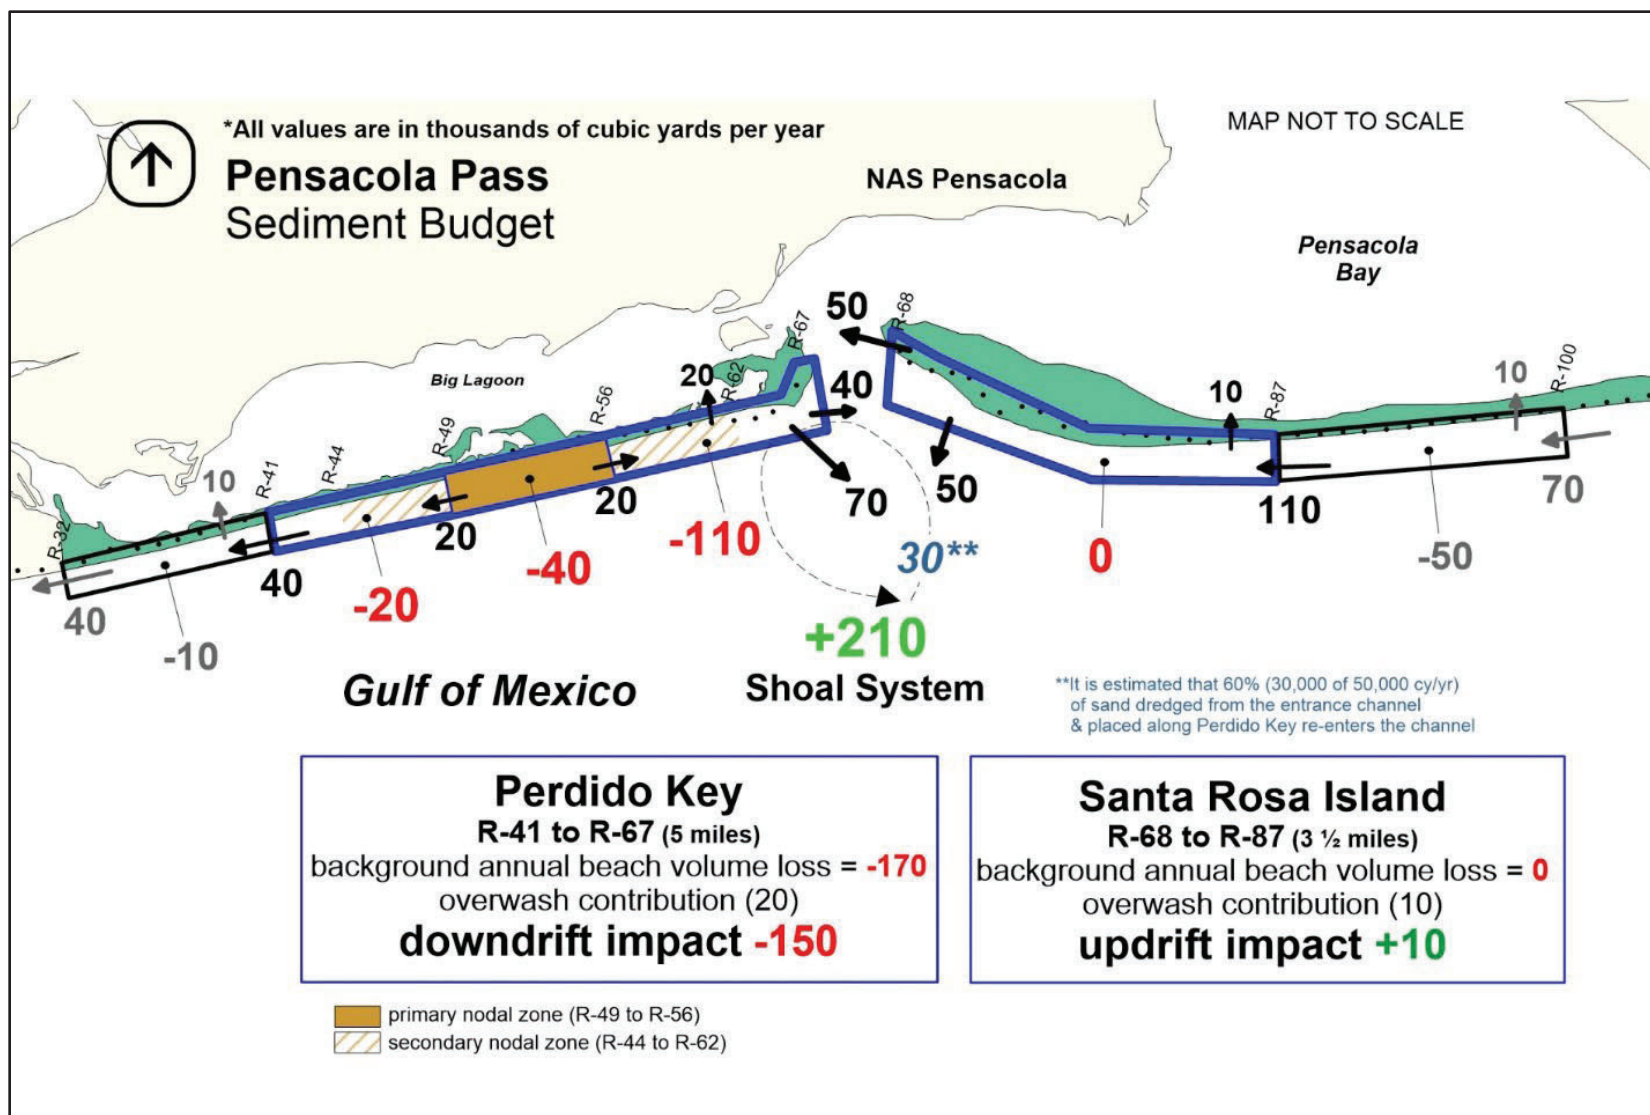 *All values are in thousands of cubic yards per year
MAP NOT TO SCALE
Pensacola Pass
Sediment Budget
NAS Pensacola
Pensacola
Bay
Big Lagoon
R-32
R-41
R-44
R-49
R-56
R-62
R-67
R-68
R-87
R-100
50
20
40
10
10
10
70
50
20
20
40
40
110
70
30**
-10
-20
-40
-110
0
-50
+210
Shoal System
Gulf of Mexico
**It is estimated that 60% (30,000 of 50,000 cy/yr)
of sand dredged from the entrance channel
& placed along Perdido Key re-enters the channel
Perdido Key
R-41 to R-67 (5 miles)
background annual beach volume loss = -170
overwash contribution (20)
downdrift impact -150
Santa Rosa Island
R-68 to R-87 (3 ½ miles)
background annual beach volume loss = 0
overwash contribution (10)
updrift impact +10
primary nodal zone (R-49 to R-56)
secondary nodal zone (R-44 to R-62)